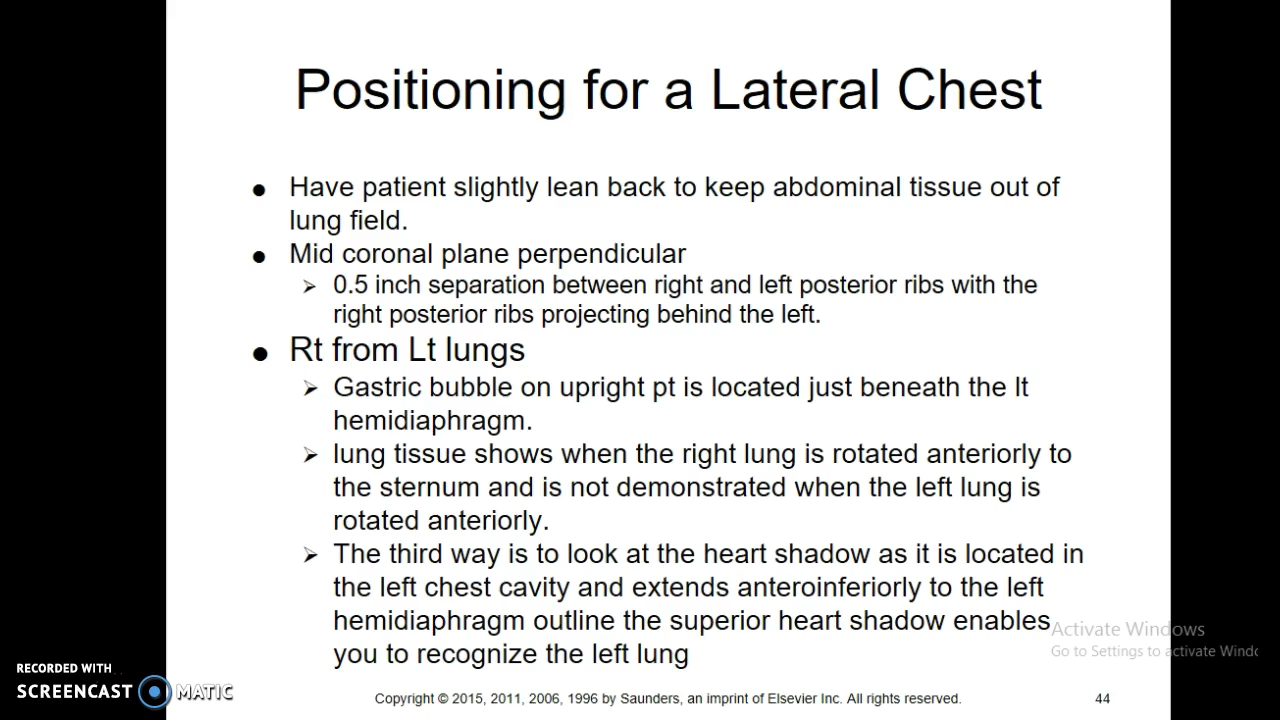 Positioning for a Lateral Chest
● Have patient slightly lean back to keep abdominal tissue out of
lung field.
● Mid coronal plane perpendicular
➢ 0.5 inch separation between right and left posterior ribs with the
right posterior ribs projecting behind the left.
● Rt from Lt lungs
➢ Gastric bubble on upright pt is located just beneath the lt
hemidiaphragm.
➢ lung tissue shows when the right lung is rotated anteriorly to
the sternum and is not demonstrated when the left lung is
rotated anteriorly.
➢ The third way is to look at the heart shadow as it is located in
the left chest cavity and extends anteroinferiorly to the left
hemidiaphragm outline the superior heart shadow enables
you to recognize the left lung
Activate Windows
Go to Settings to activate Windo
RECORDED WITH
SCREENCAST MATIC
Copyright © 2015, 2011, 2006, 1996 by Saunders, an imprint of Elsevier Inc. All rights reserved.
44